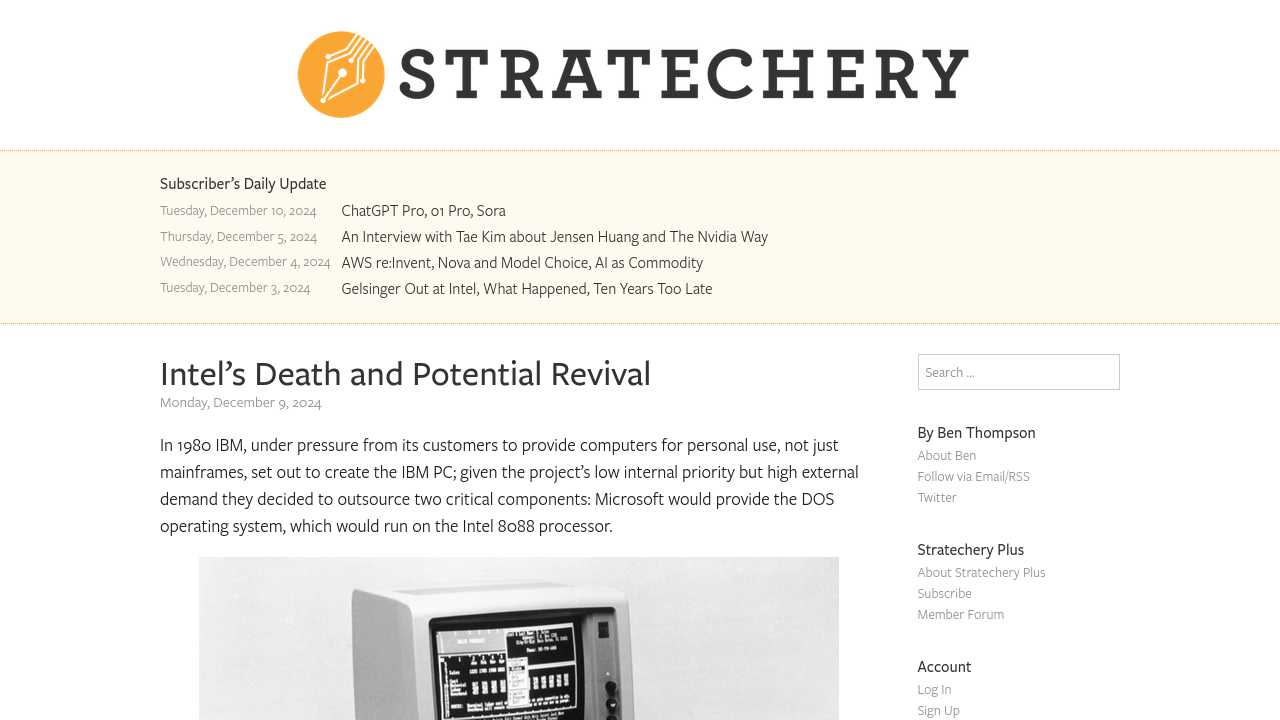 STRATECHERY
Subscriber’s Daily Update
Tuesday, December 10, 2024 ChatGPT Pro, o1 Pro, Sora
Thursday, December 5, 2024 An Interview with Tae Kim about Jensen Huang and The Nvidia Way
Wednesday, December 4, 2024 AWS re:Invent, Nova and Model Choice, AI as Commodity
Tuesday, December 3, 2024 Gelsinger Out at Intel, What Happened, Ten Years Too Late
Intel’s Death and Potential Revival
Monday, December 9, 2024
In 1980 IBM, under pressure from its customers to provide computers for personal use, not just
mainframes, set out to create the IBM PC; given the project’s low internal priority but high external
demand they decided to outsource two critical components: Microsoft would provide the DOS
operating system, which would run on the Intel 8088 processor.
Search …
By Ben Thompson
About Ben
Follow via Email/RSS
Twitter
Stratechery Plus
About Stratechery Plus
Subscribe
Member Forum
Account
Log In
Sign Up